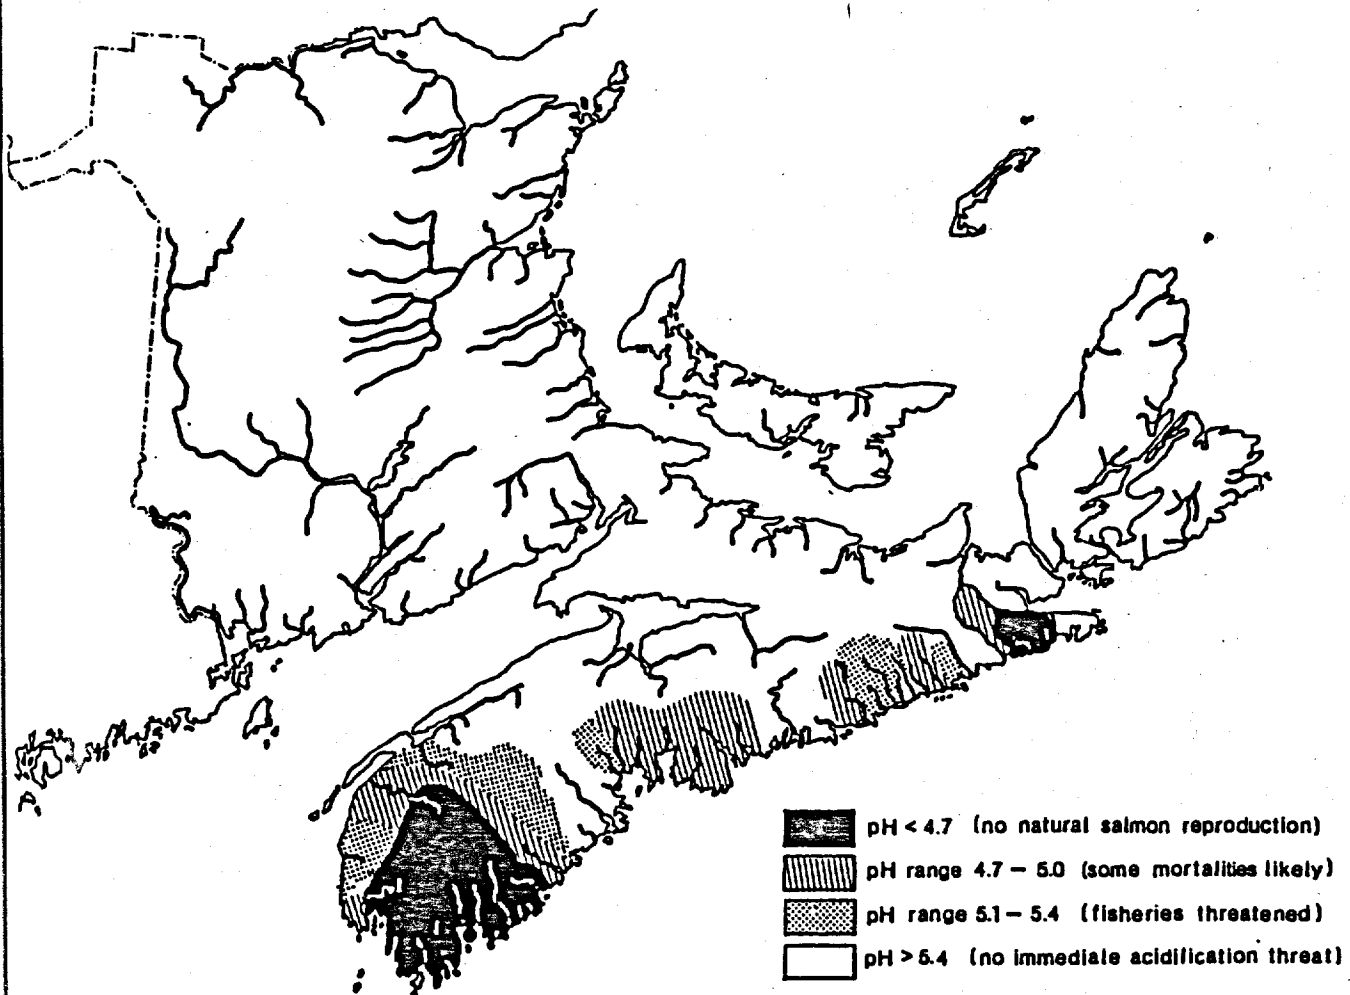 pH < 4.7 (no natural salmon reproduction)
pH range 4.7 – 5.0 (some mortalities likely)
pH range 5.1 – 5.4 (fisheries threatened)
pH > 5.4 (no immediate acidification threat)